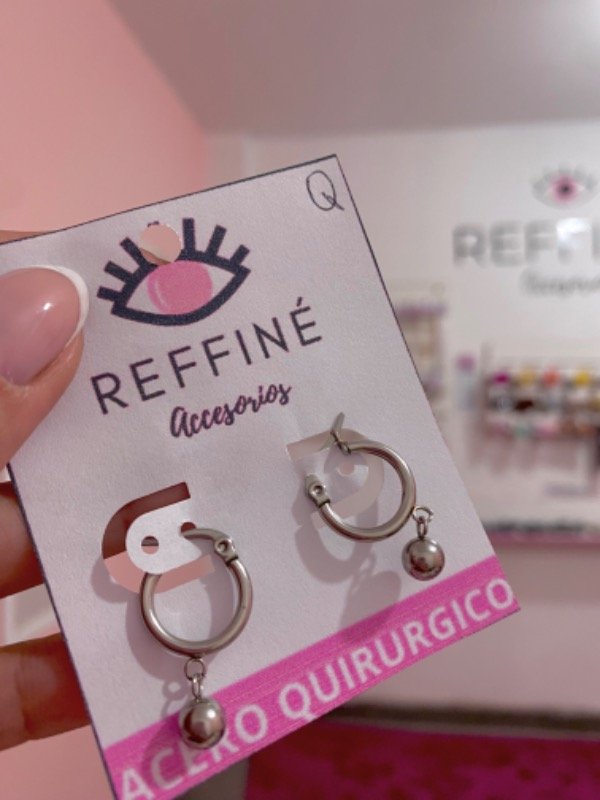 Q
REFFINÉ
Accesorios
ACERO QUIRURGICO